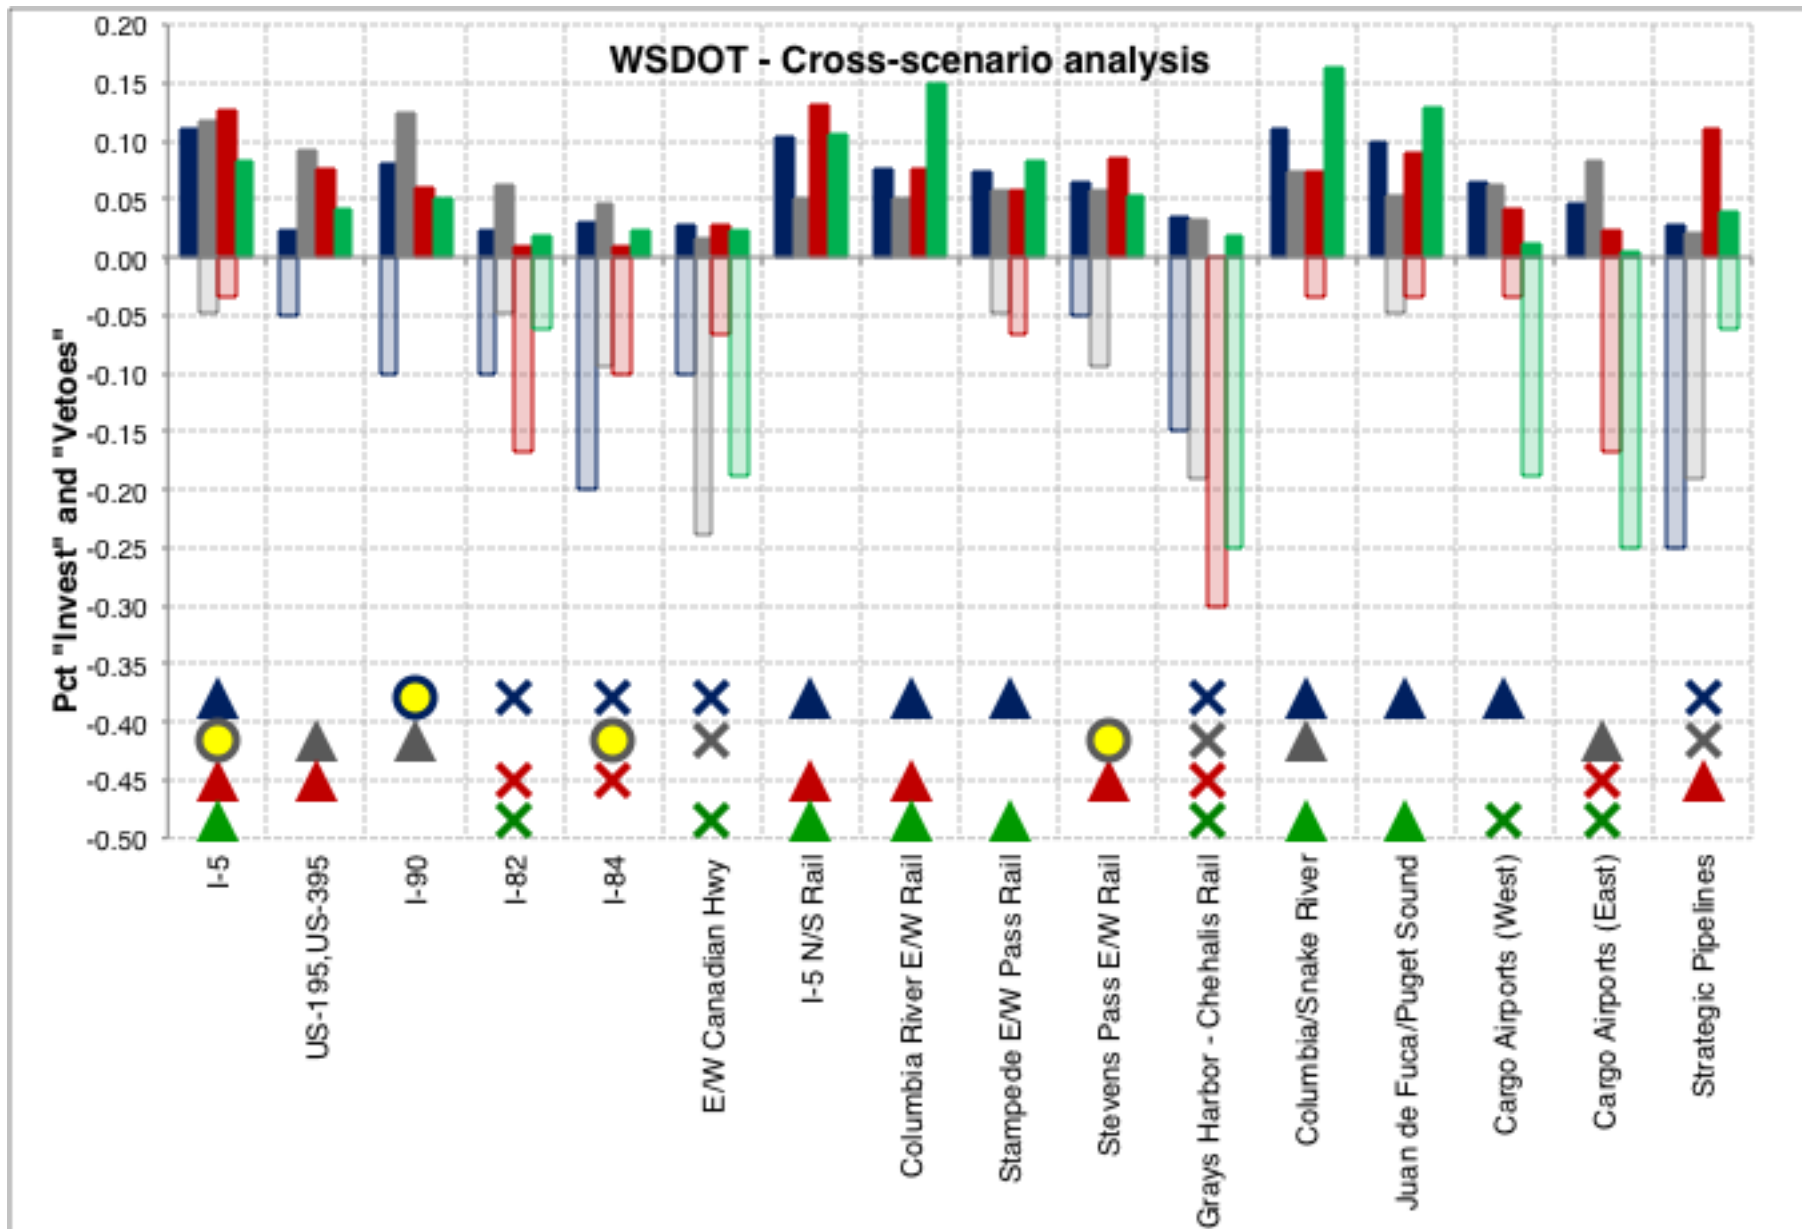 WSDOT - Cross-scenario analysis
Pct "Invest" and "Vetoes"
0.20
0.15
0.10
0.05
0.00
-0.05
-0.10
-0.15
-0.20
-0.25
-0.30
-0.35
-0.40
-0.45
-0.50
I-5
US-195,US-395
I-90
I-82
I-84
E/W Canadian Hwy
I-5 N/S Rail
Columbia River E/W Rail
Stampede E/W Pass Rail
Stevens Pass E/W Rail
Grays Harbor - Chehalis Rail
Columbia/Snake River
Juan de Fuca/Puget Sound
Cargo Airports (West)
Cargo Airports (East)
Strategic Pipelines